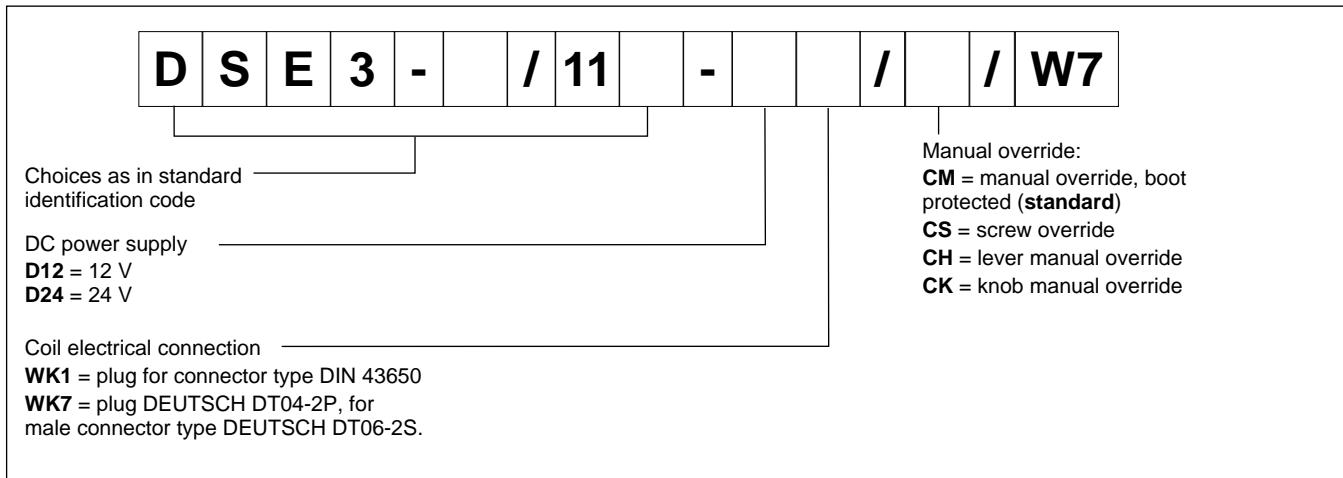 D S E 3 - / 11 - / / W7
Choices as in standard
identification code
DC power supply
D12 = 12 V
D24 = 24 V
Coil electrical connection
WK1 = plug for connector type DIN 43650
WK7 = plug DEUTSCH DT04-2P, for
male connector type DEUTSCH DT06-2S.
Manual override:
CM = manual override, boot
protected (standard)
CS = screw override
CH = lever manual override
CK = knob manual override